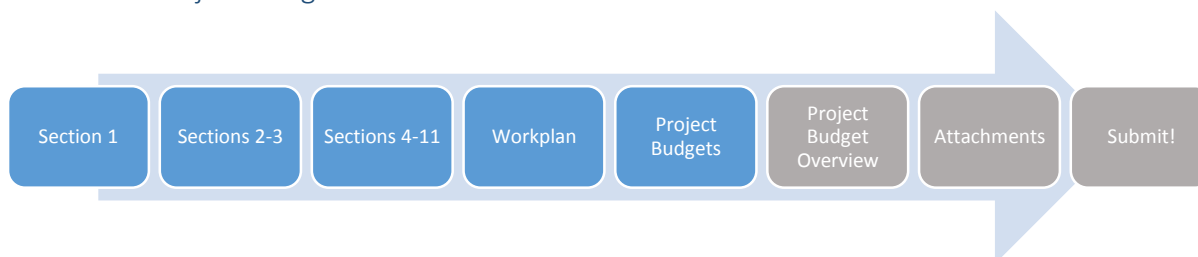 Section 1
Sections 2-3
Sections 4-11
Workplan
Project
Budgets
Project
Budget
Overview
Attachments
Submit!